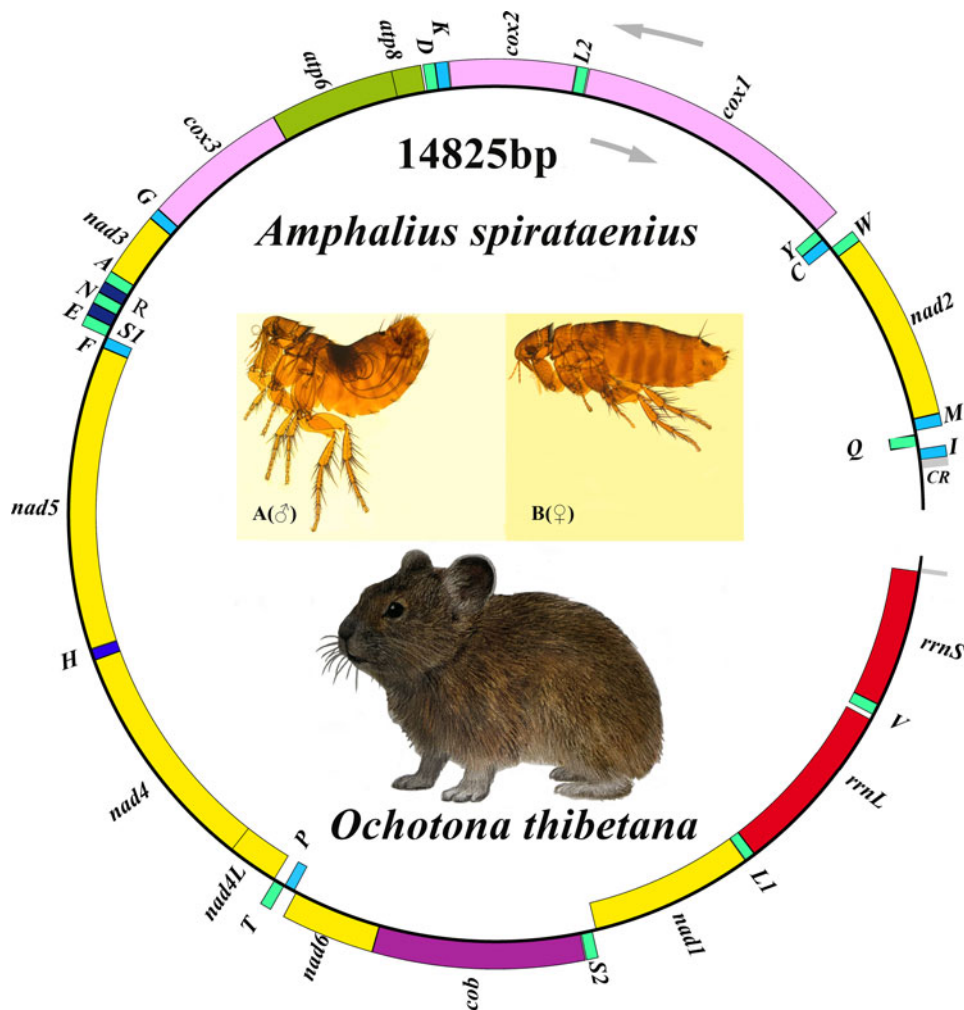 cox2
K
D
atp8
atp6
cox3
L2
cox1
14825bp
Amphalius spirataenius
G
nad3
A
N
R
E
F
S1
Y
C
W
nad2
M
Q
I
CR
A(♂)
B(♀)
nad5
H
nad4
nad4L
P
T
nad6
cob
S2
nad1
L1
rrnL
V
rrnS
Ochotona thibetana